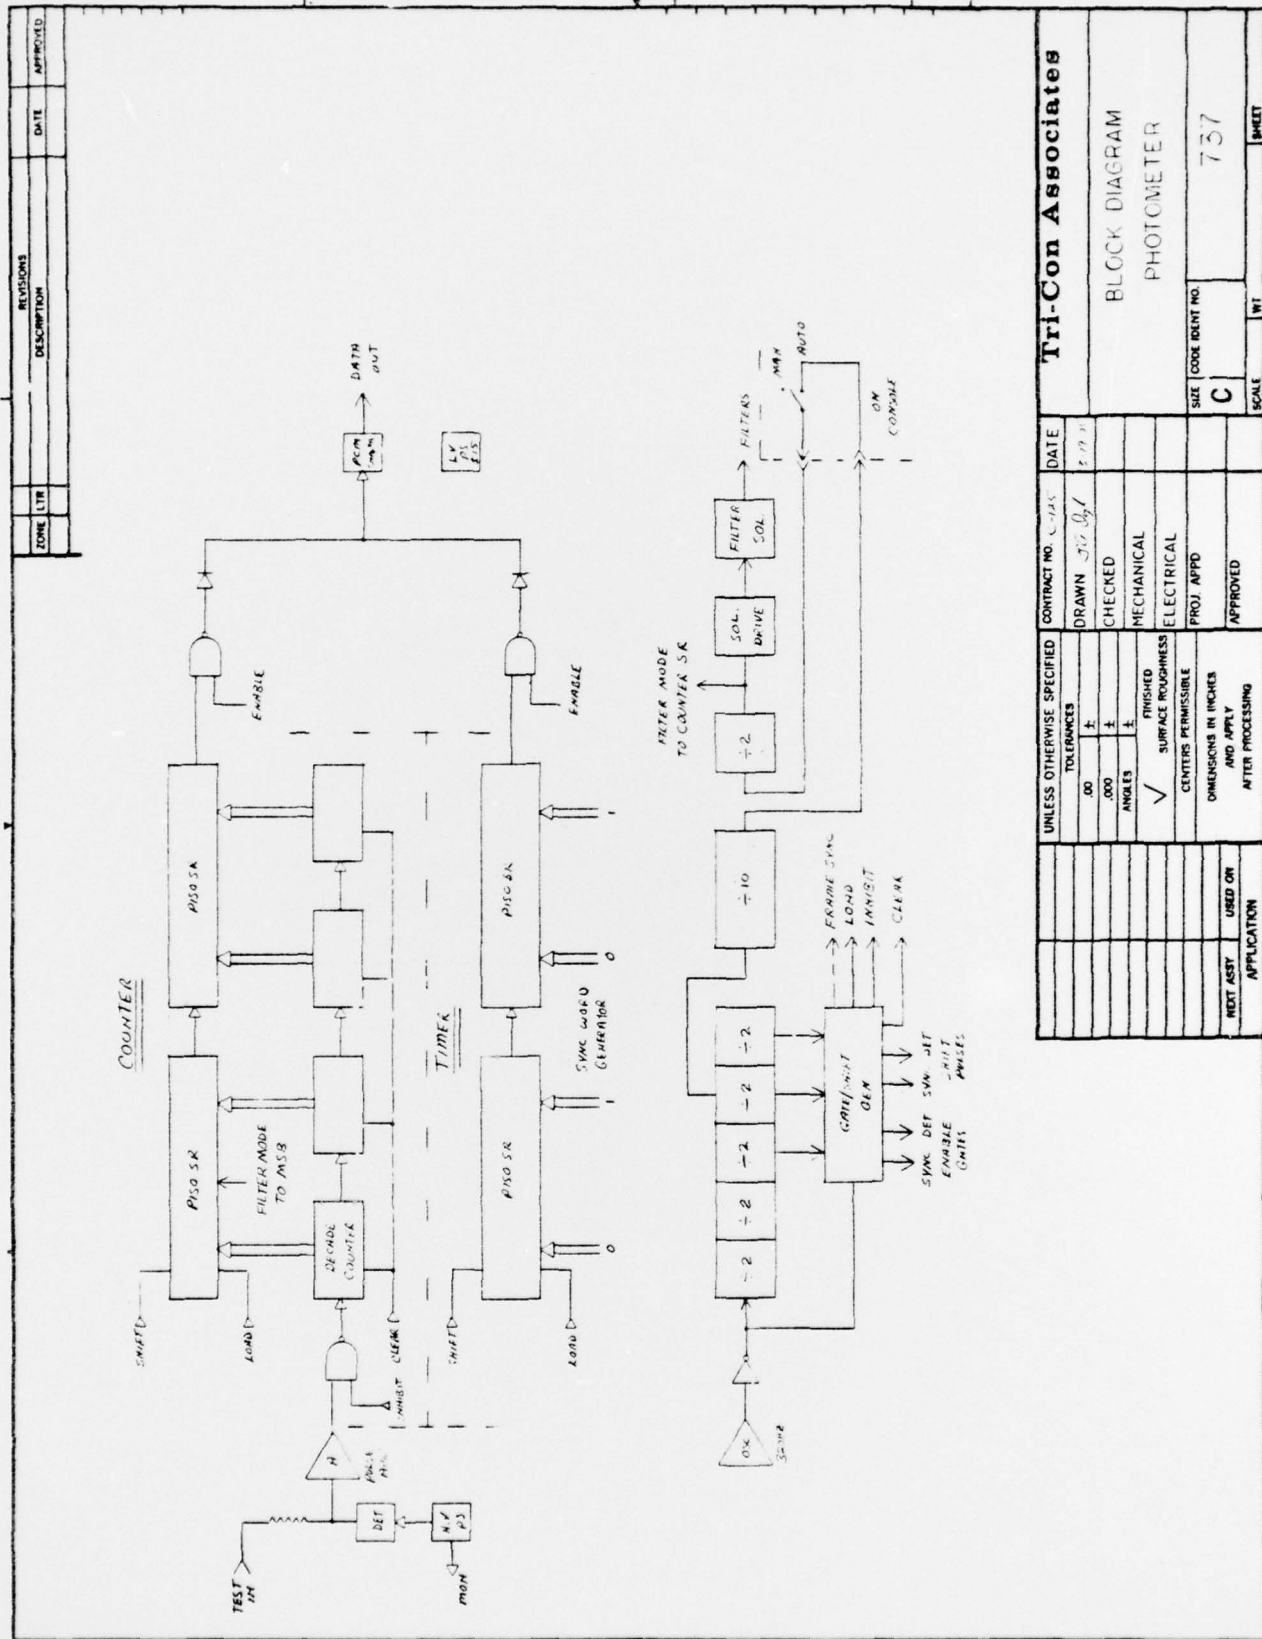 REVISIONS
ZONE LTR DESCRIPTION DATE APPROVED
COUNTER
SHIFT
LOAD
PISO SR
PISO SR
FILTER MODE
TO MSB
ENABLE
TEST
IN
DET
H.V
PS
MON
A
PULSE
INHIBIT
CLEAR
DECADE
COUNTER
DATA
OUT
PCM
LV
PS
±15
TIMER
SHIFT
LOAD
PISO SR
PISO SR
ENABLE
0
1
0
1
SYNC WORD
GENERATOR
FILTER MODE
TO COUNTER SR
OSC
320HZ
÷2
÷2
÷2
÷2
÷2
÷10
÷2
SOL.
DRIVE
FILTER
SOL.
FILTERS
MAN
AUTO
ON
CONSOLE
GATE/SHIFT
GEN
FRAME SYNC
LOAD
INHIBIT
CLEAR
SYNC DET
ENABLE
GATES
SYNC DET
SHIFT
PULSES
NEXT ASSY USED ON
APPLICATION
UNLESS OTHERWISE SPECIFIED
TOLERANCES
.00 ±
.000 ±
ANGLES ±
√ FINISHED
SURFACE ROUGHNESS
CENTERS PERMISSIBLE
DIMENSIONS IN INCHES
AND APPLY
AFTER PROCESSING
CONTRACT NO. DATE
DRAWN
CHECKED
MECHANICAL
ELECTRICAL
PROJ. APPD
APPROVED
Tri-Con Associates
BLOCK DIAGRAM
PHOTOMETER
SIZE CODE IDENT NO.
C 737
SCALE WT SHEET